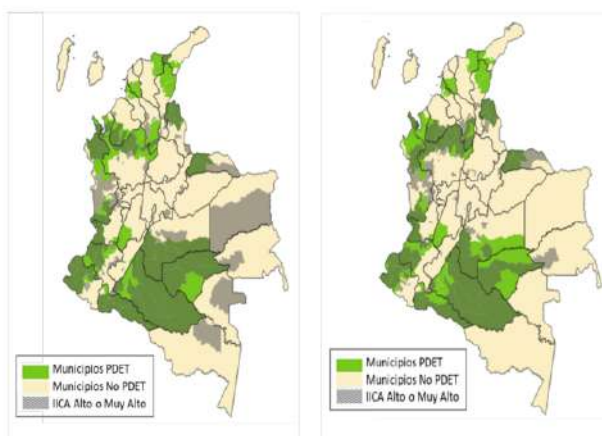 Municipios PDET
Municipios No PDET
IICA Alto o Muy Alto
Municipios PDET
Municipios No PDET
IICA Alto o Muy Alto